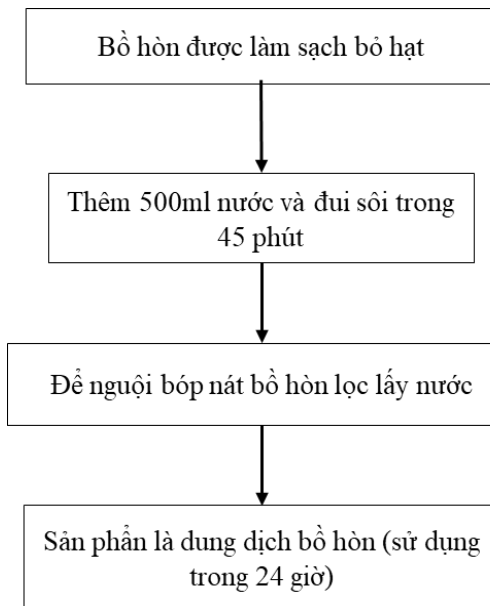 Bồ hòn được làm sạch bỏ hạt
Thêm 500ml nước và đui sôi trong
45 phút
Để nguội bóp nát bồ hòn lọc lấy nước
Sản phẩn là dung dịch bồ hòn (sử dụng
trong 24 giờ)